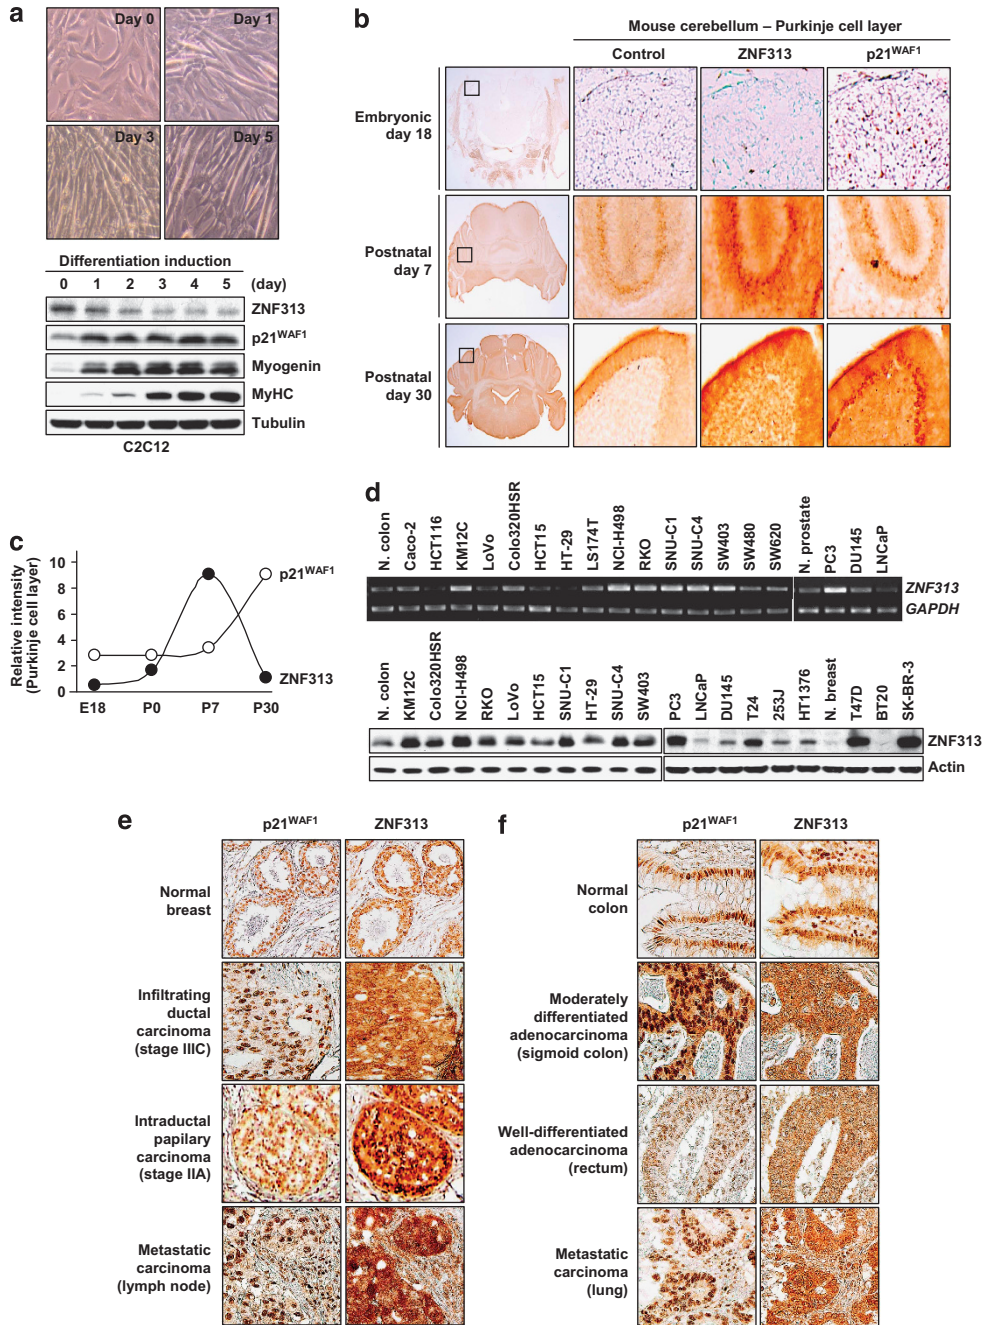 a
Day 0
Day 1
Day 3
Day 5
Differentiation induction
0 1 2 3 4 5 (day)
ZNF313
p21WAF1
Myogenin
MyHC
Tubulin
C2C12
b
Mouse cerebellum – Purkinje cell layer
Control ZNF313 p21WAF1
Embryonic
day 18
Postnatal
day 7
Postnatal
day 30
c
Relative intensity
(Purkinje cell layer)
10
8
6
4
2
0
E18 P0 P7 P30
p21WAF1
ZNF313
d
N. colon
Caco-2
HCT116
KM12C
LoVo
Colo320HSR
HCT15
HT-29
LS174T
NCI-H498
RKO
SNU-C1
SNU-C4
SW403
SW480
SW620
N. prostate
PC3
DU145
LNCaP
ZNF313
GAPDH
N. colon
KM12C
Colo320HSR
NCI-H498
RKO
LoVo
HCT15
SNU-C1
HT-29
SNU-C4
SW403
PC3
LNCaP
DU145
T24
253J
HT1376
N. breast
T47D
BT20
SK-BR-3
ZNF313
Actin
e
p21WAF1 ZNF313
Normal
breast
Infiltrating
ductal
carcinoma
(stage IIIC)
Intraductal
papilary
carcinoma
(stage IIA)
Metastatic
carcinoma
(lymph node)
f
p21WAF1 ZNF313
Normal
colon
Moderately
differentiated
adenocarcinoma
(sigmoid colon)
Well-differentiated
adenocarcinoma
(rectum)
Metastatic
carcinoma
(lung)